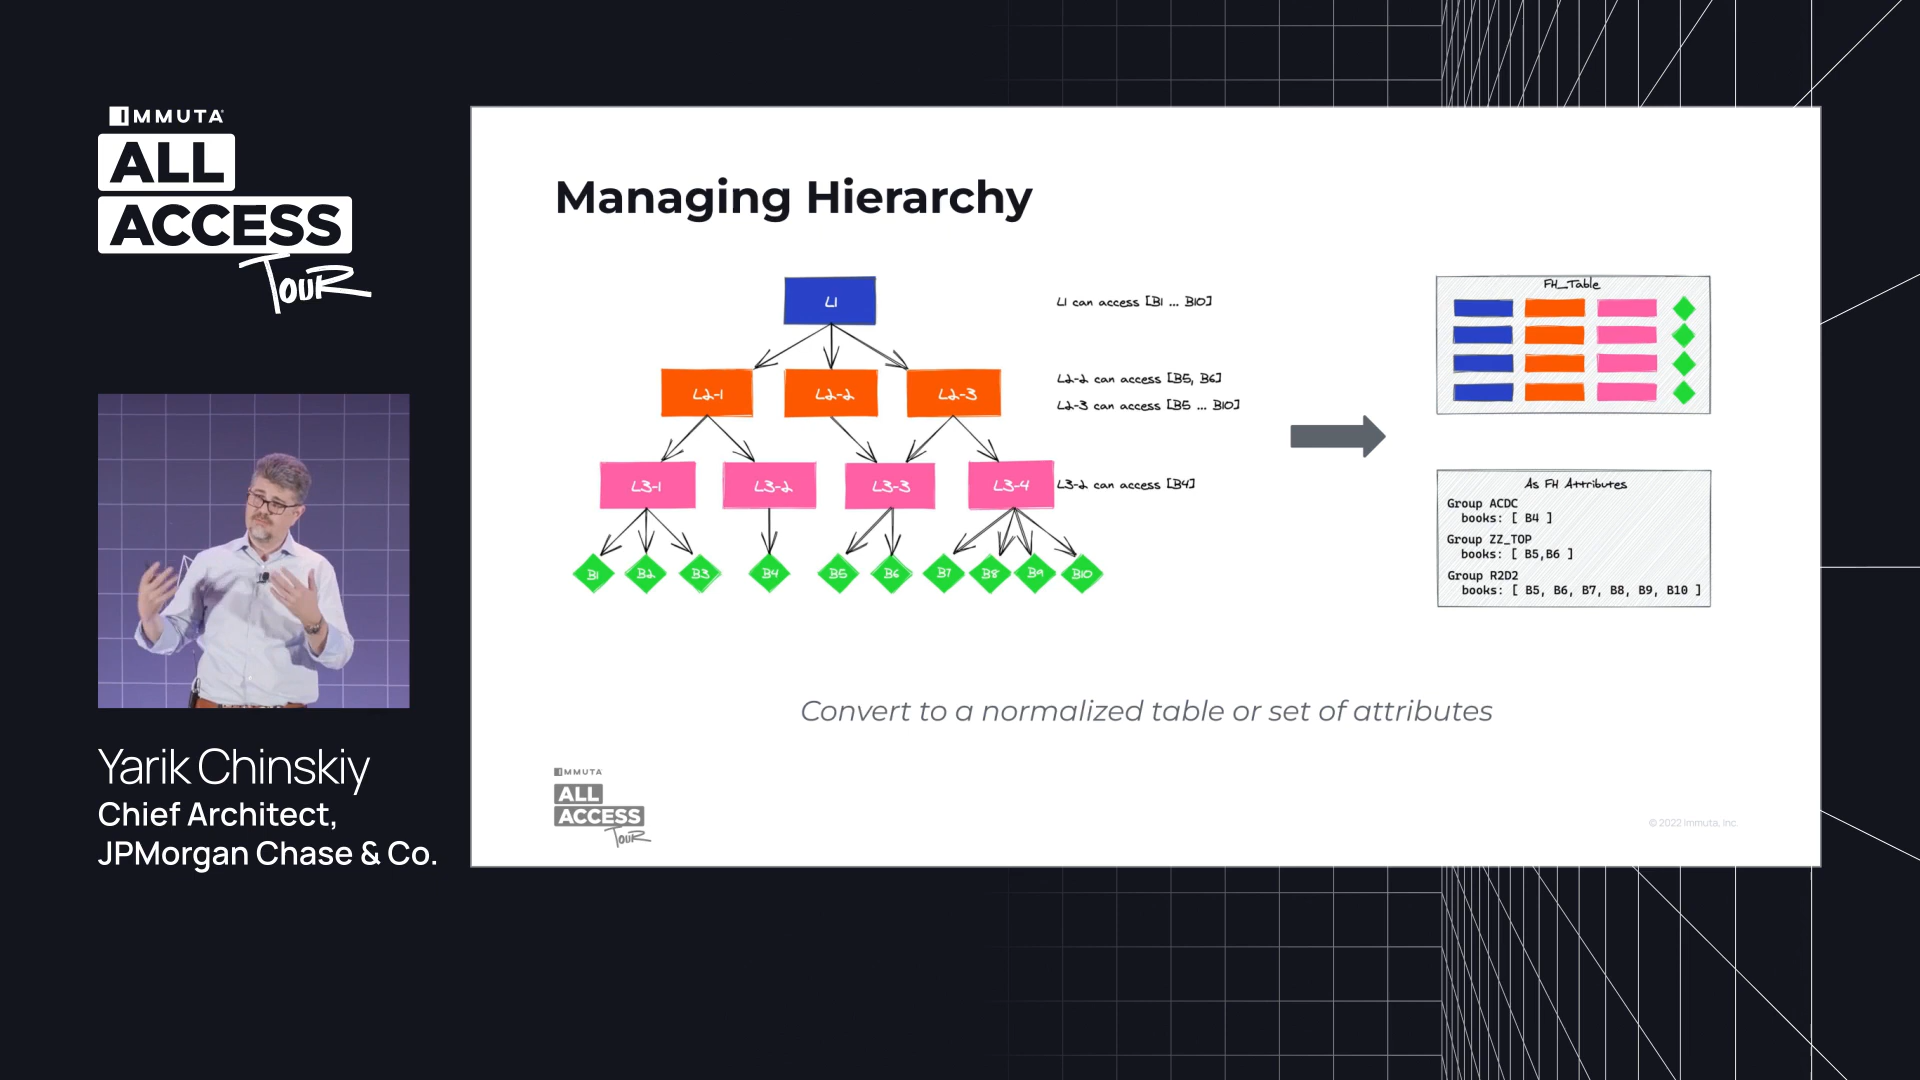 IMMUTA
ALL
ACCESS
TOUR
Yarik Chinskiy
Chief Architect,
JPMorgan Chase & Co.
Managing Hierarchy
L1
L1 can access [B1 ... B10]
L2-1
L2-2
L2-3
L2-2 can access [B5, B6]
L2-3 can access [B5 ... B10]
L3-1
L3-2
L3-3
L3-4
L3-2 can access [B4]
B1
B2
B3
B4
B5
B6
B7
B8
B9
B10
FH_Table
As FH Attributes
Group ACDC
books: [ B4 ]
Group ZZ_TOP
books: [ B5,B6 ]
Group R2D2
books: [ B5, B6, B7, B8, B9, B10 ]
Convert to a normalized table or set of attributes
IMMUTA
ALL
ACCESS
TOUR
© 2022 Immuta, Inc.